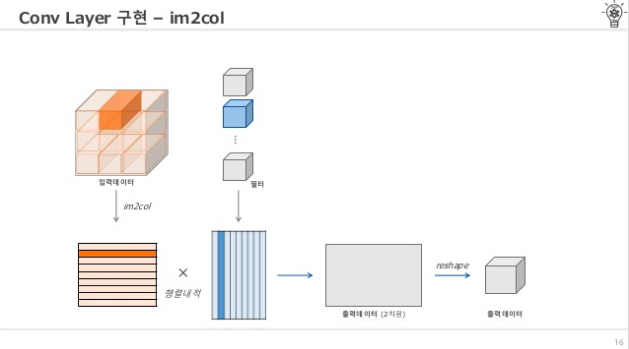 Conv Layer 구현 – im2col
입력데이터
필터
im2col
×
행렬내적
reshape
출력데이터 (2차원)
출력 데이터
16